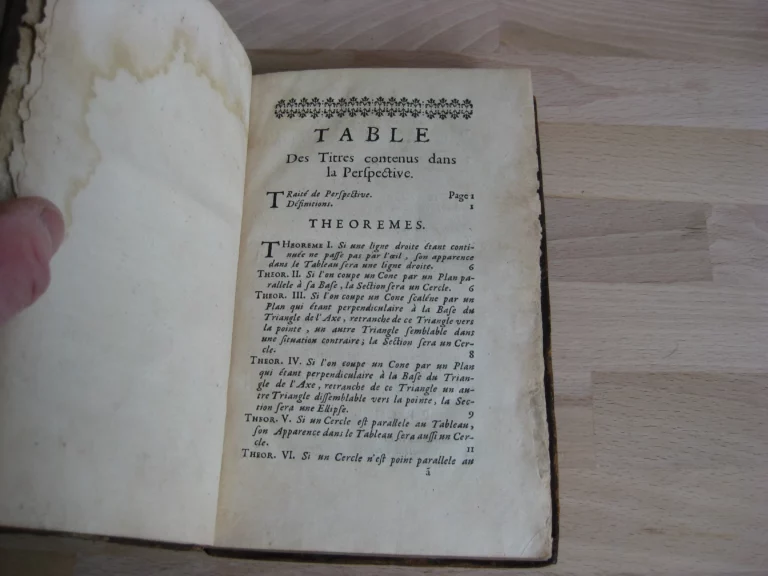 TABLE
Des Titres contenus dans
la Perſpective.
TRaité de Perſpective. Page 1
Définitions. 1
THEOREMES.
THEOREME I. Si une ligne droite étant conti-
nuée ne paſſe pas par l'œil, ſon apparence
dans le Tableau ſera une ligne droite. 6
THEOR. II. Si l'on coupe un Cone par un Plan pa-
rallèle à ſa Baſe, la Section ſera un Cercle. 6
THEOR. III. Si l'on coupe un Cone ſcalène par un
Plan qui étant perpendiculaire à la Baſe du
Triangle de l'Axe, retranche de ce Triangle vers
la pointe, un autre Triangle ſemblable dans
une ſituation contraire; la Section ſera un Cer-
cle. 8
THEOR. IV. Si l'on coupe un Cone par un Plan
qui étant perpendiculaire à la Baſe du Trian-
gle de l'Axe, retranche de ce Triangle un au-
tre Triangle diſſemblable vers la pointe, la Sec-
tion ſera une Ellipſe. 9
THEOR. V. Si un Cercle eſt parallele au Tableau,
ſon Apparence dans le Tableau ſera auſſi un Cer-
cle. 11
THEOR. VI. Si un Cercle n'eſt point parallele au
ã